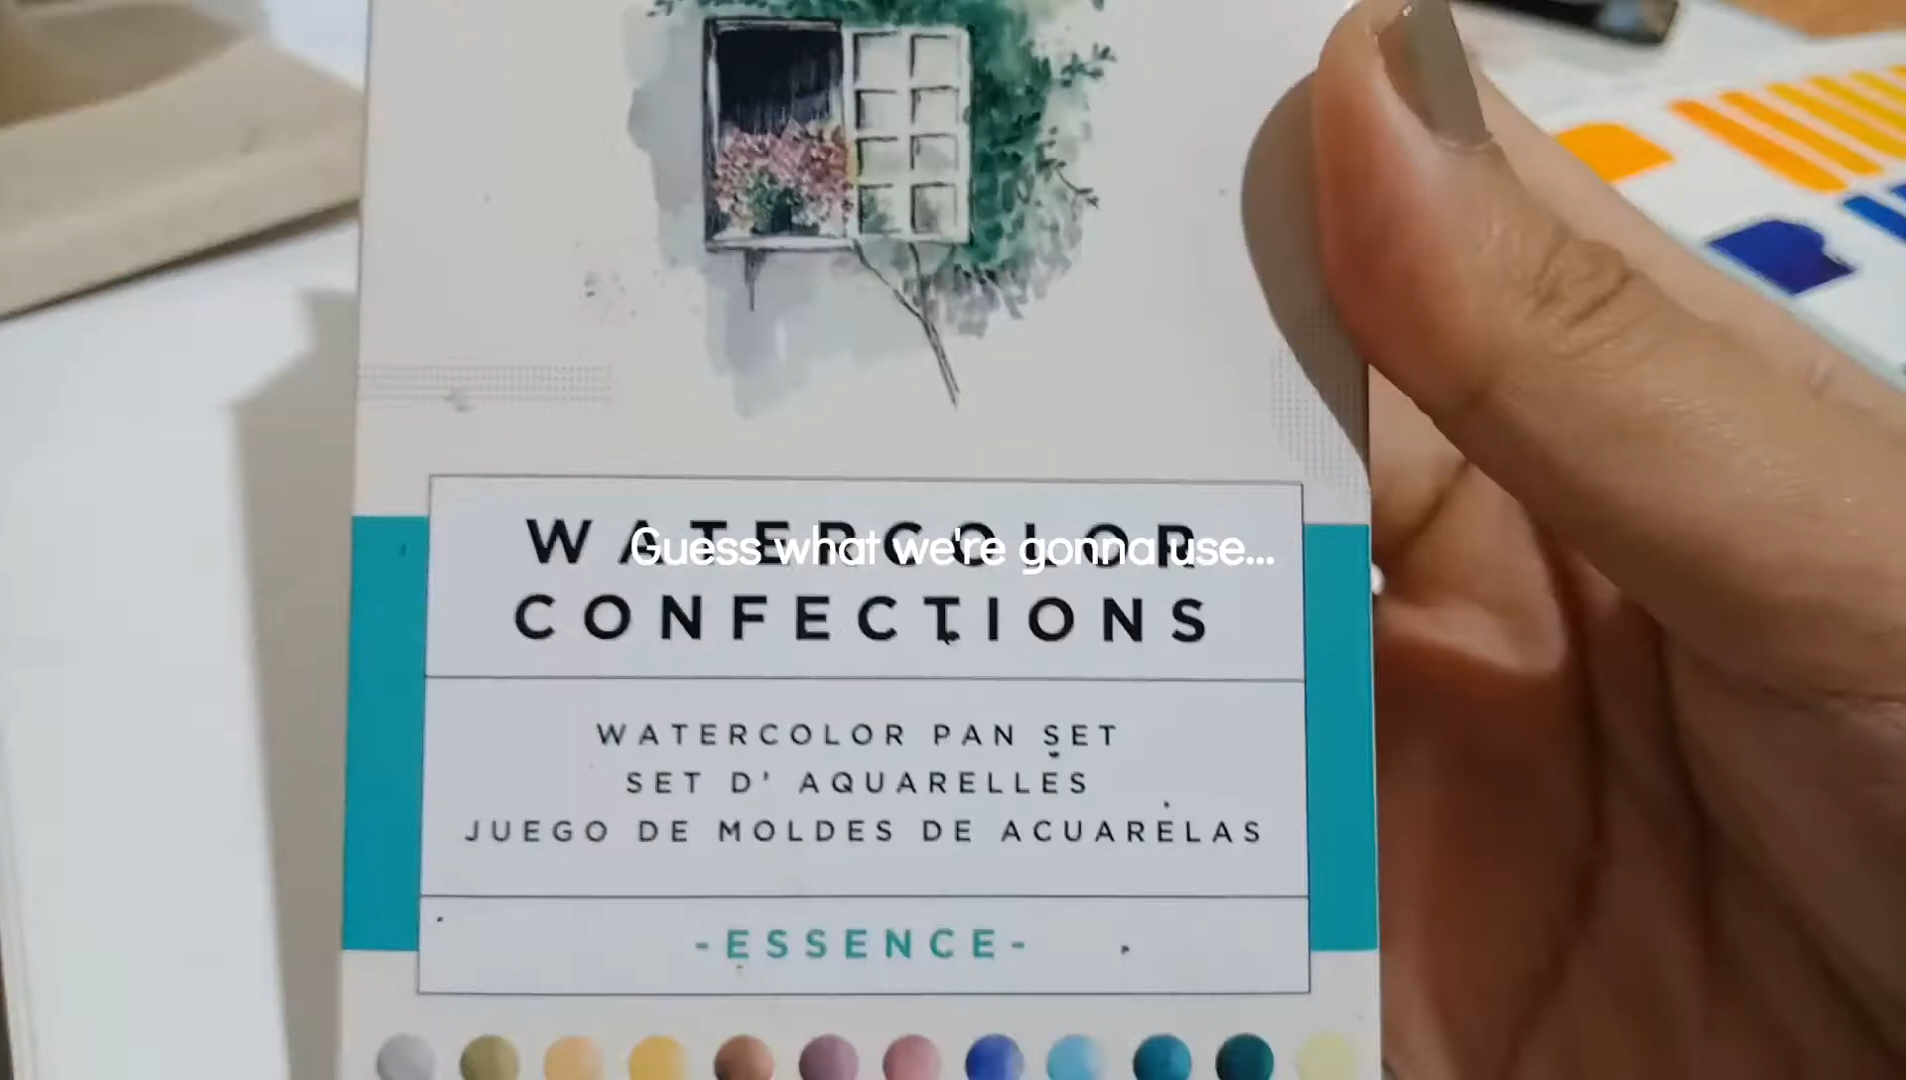 WATERCOLOR
Guess what we're gonna use...
CONFECTIONS
WATERCOLOR PAN SET
SET D' AQUARELLES
JUEGO DE MOLDES DE ACUARELAS
-ESSENCE-